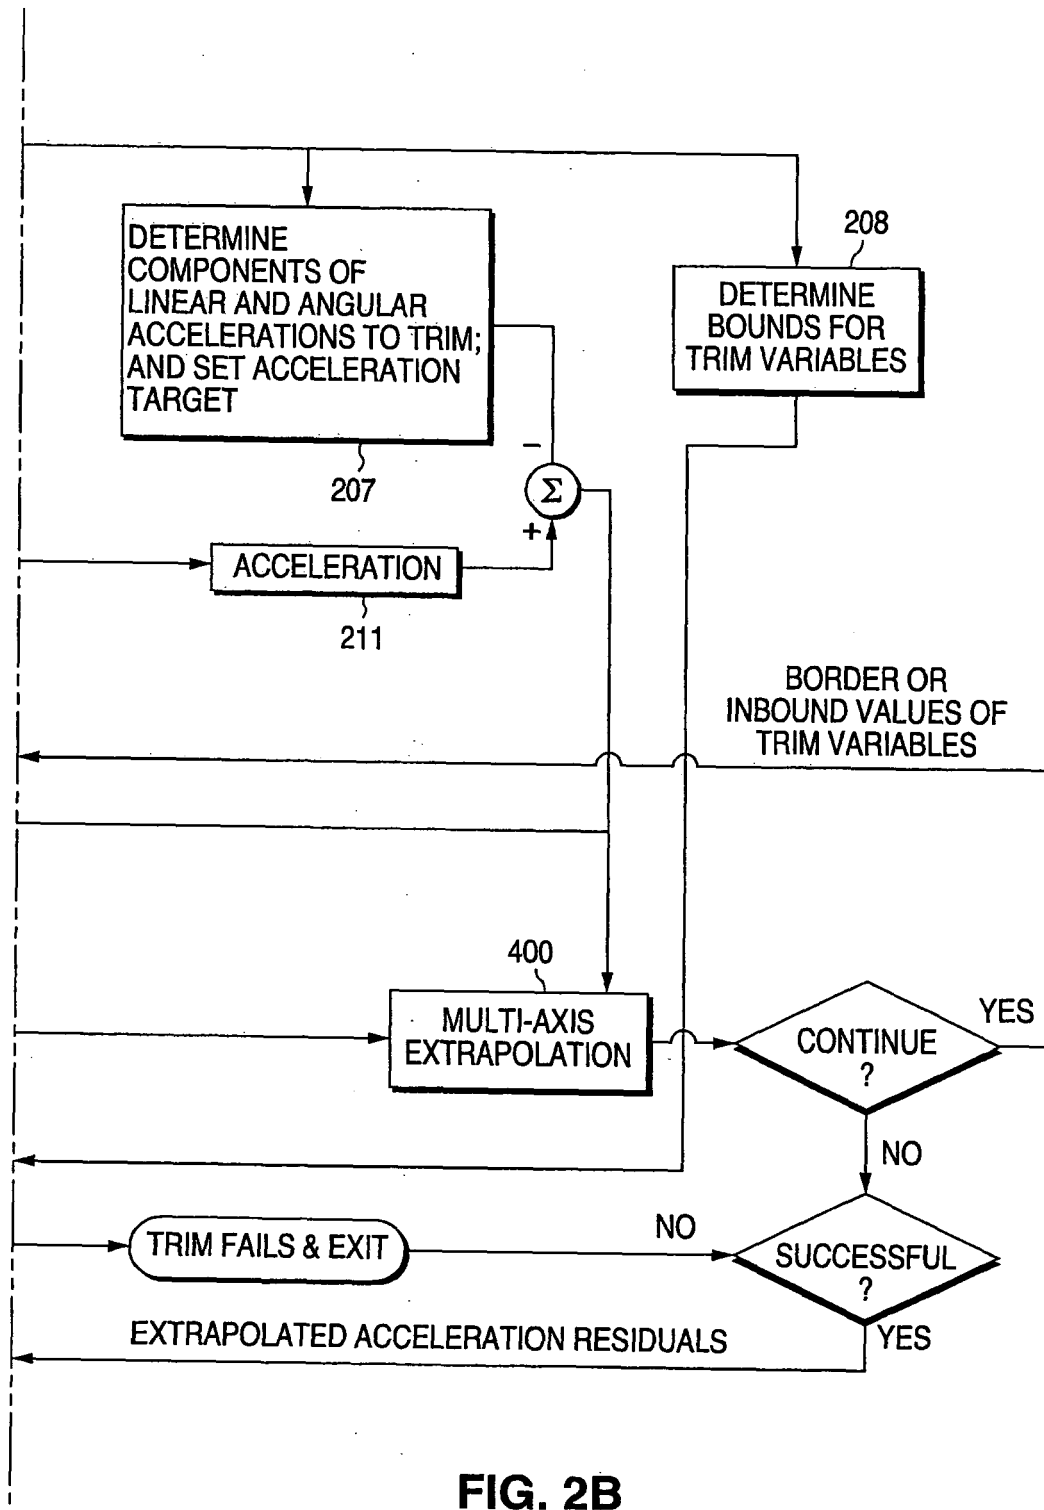 208
DETERMINE
COMPONENTS OF
LINEAR AND ANGULAR
ACCELERATIONS TO TRIM;
AND SET ACCELERATION
TARGET
DETERMINE
BOUNDS FOR
TRIM VARIABLES
−
207
Σ
+
ACCELERATION
211
BORDER OR
INBOUND VALUES OF
TRIM VARIABLES
400
MULTI-AXIS
EXTRAPOLATION
CONTINUE
?
YES
NO
TRIM FAILS & EXIT
NO
SUCCESSFUL
?
EXTRAPOLATED ACCELERATION RESIDUALS
YES
FIG. 2B